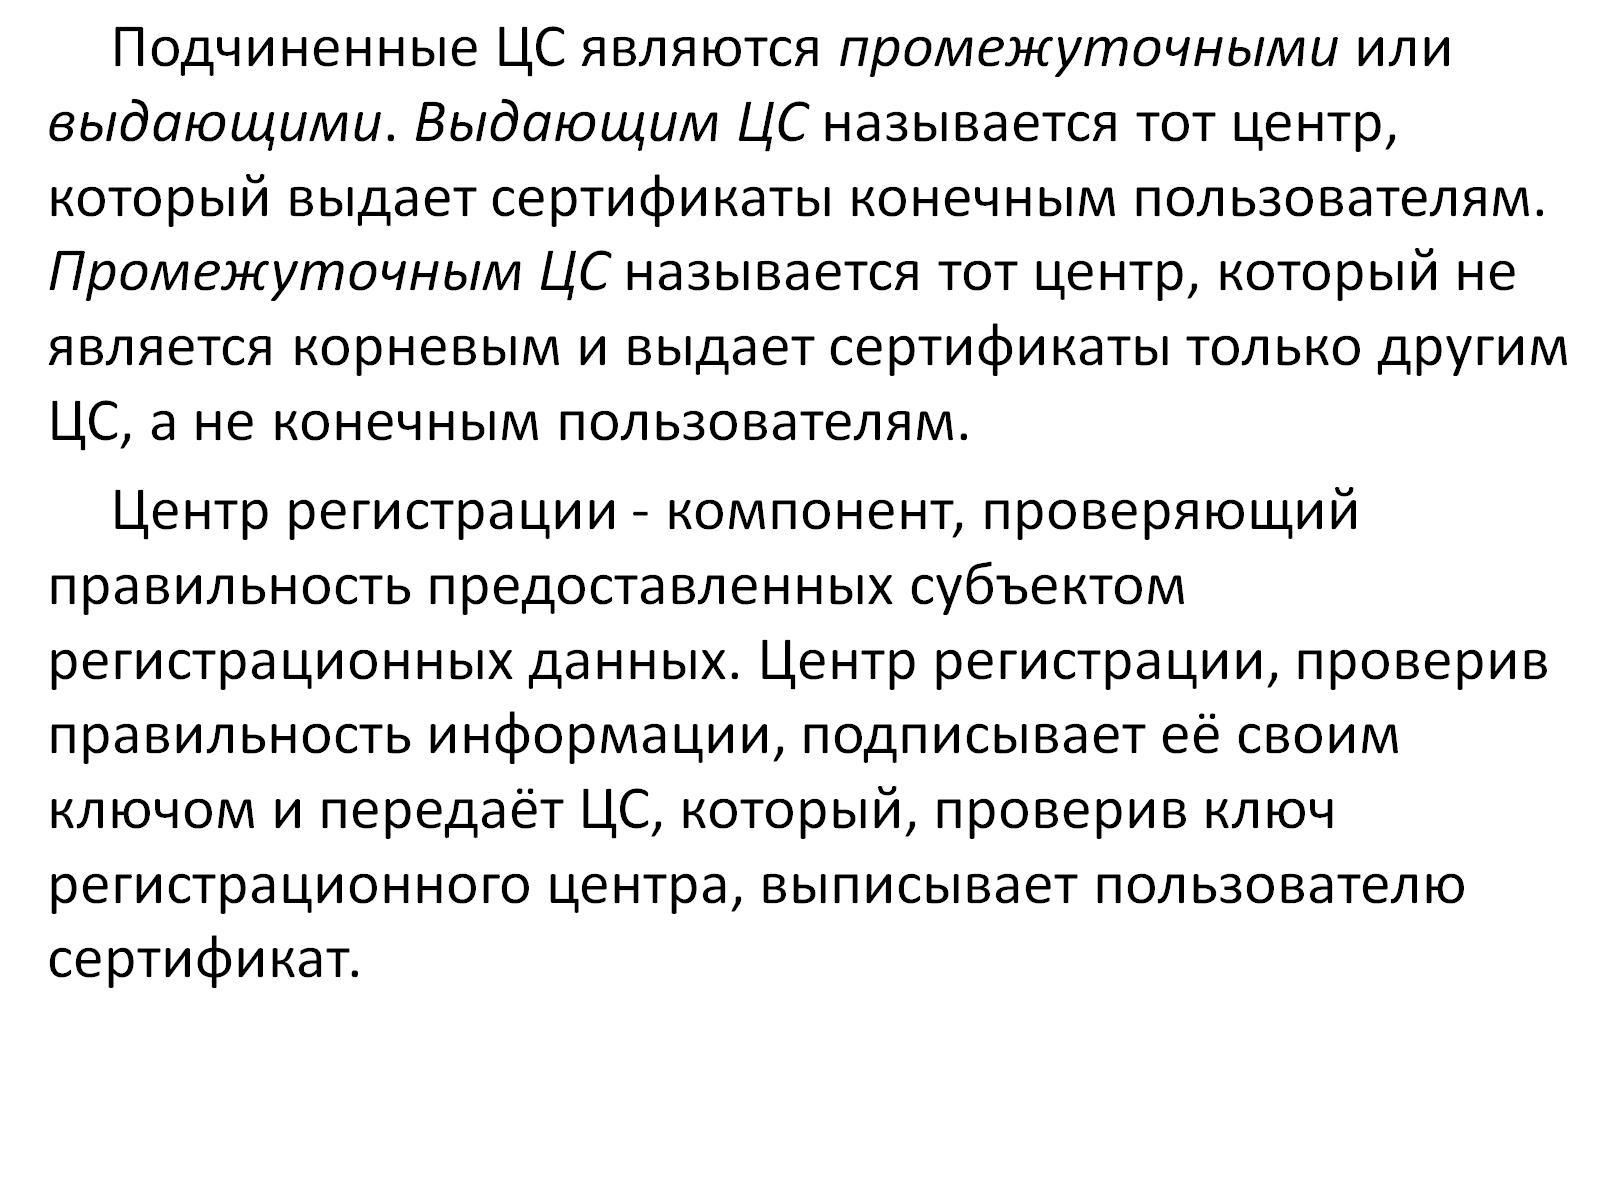 Подчиненные ЦС являются промежуточными или
выдающими. Выдающим ЦС называется тот центр,
который выдает сертификаты конечным пользователям.
Промежуточным ЦС называется тот центр, который не
является корневым и выдает сертификаты только другим
ЦС, а не конечным пользователям.
Центр регистрации - компонент, проверяющий
правильность предоставленных субъектом
регистрационных данных. Центр регистрации, проверив
правильность информации, подписывает её своим
ключом и передаёт ЦС, который, проверив ключ
регистрационного центра, выписывает пользователю
сертификат.